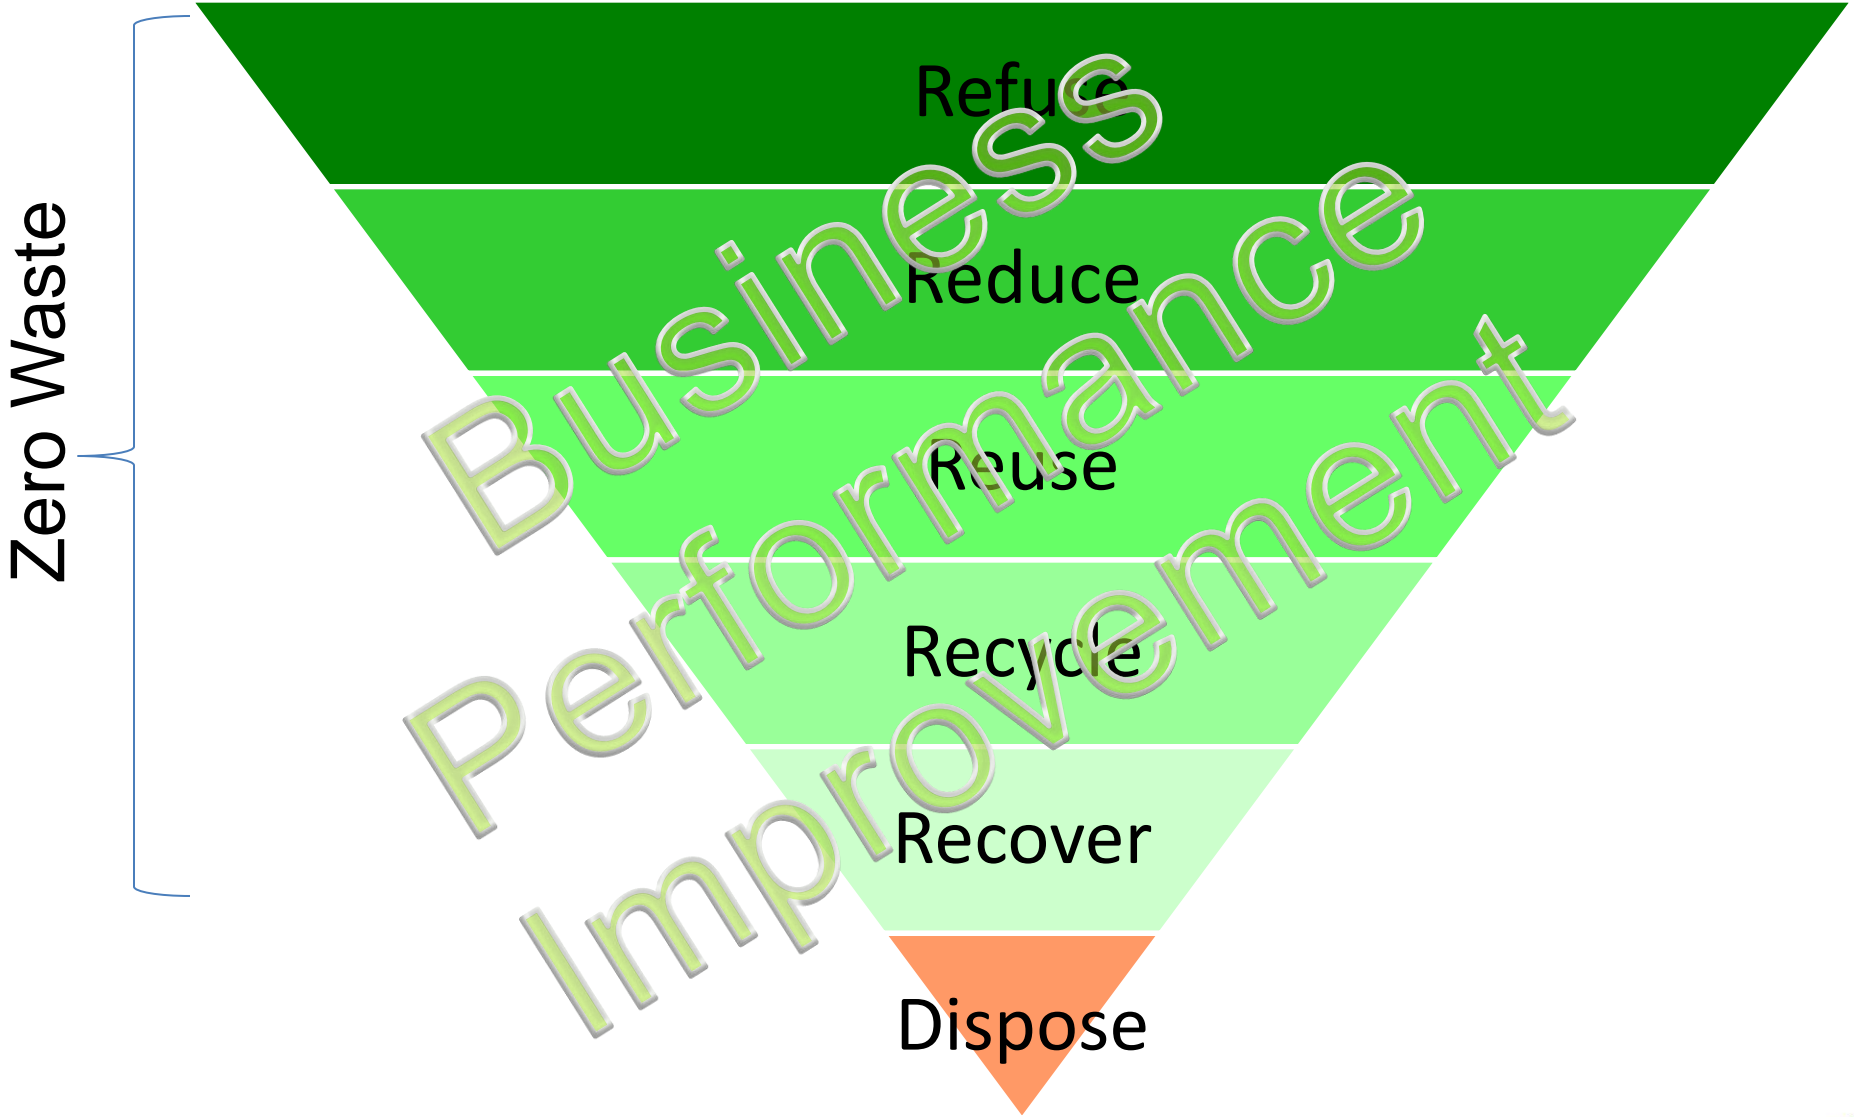 Zero Waste
Refuse
Reduce
Reuse
Recycle
Recover
Dispose
Business
Performance
Improvement